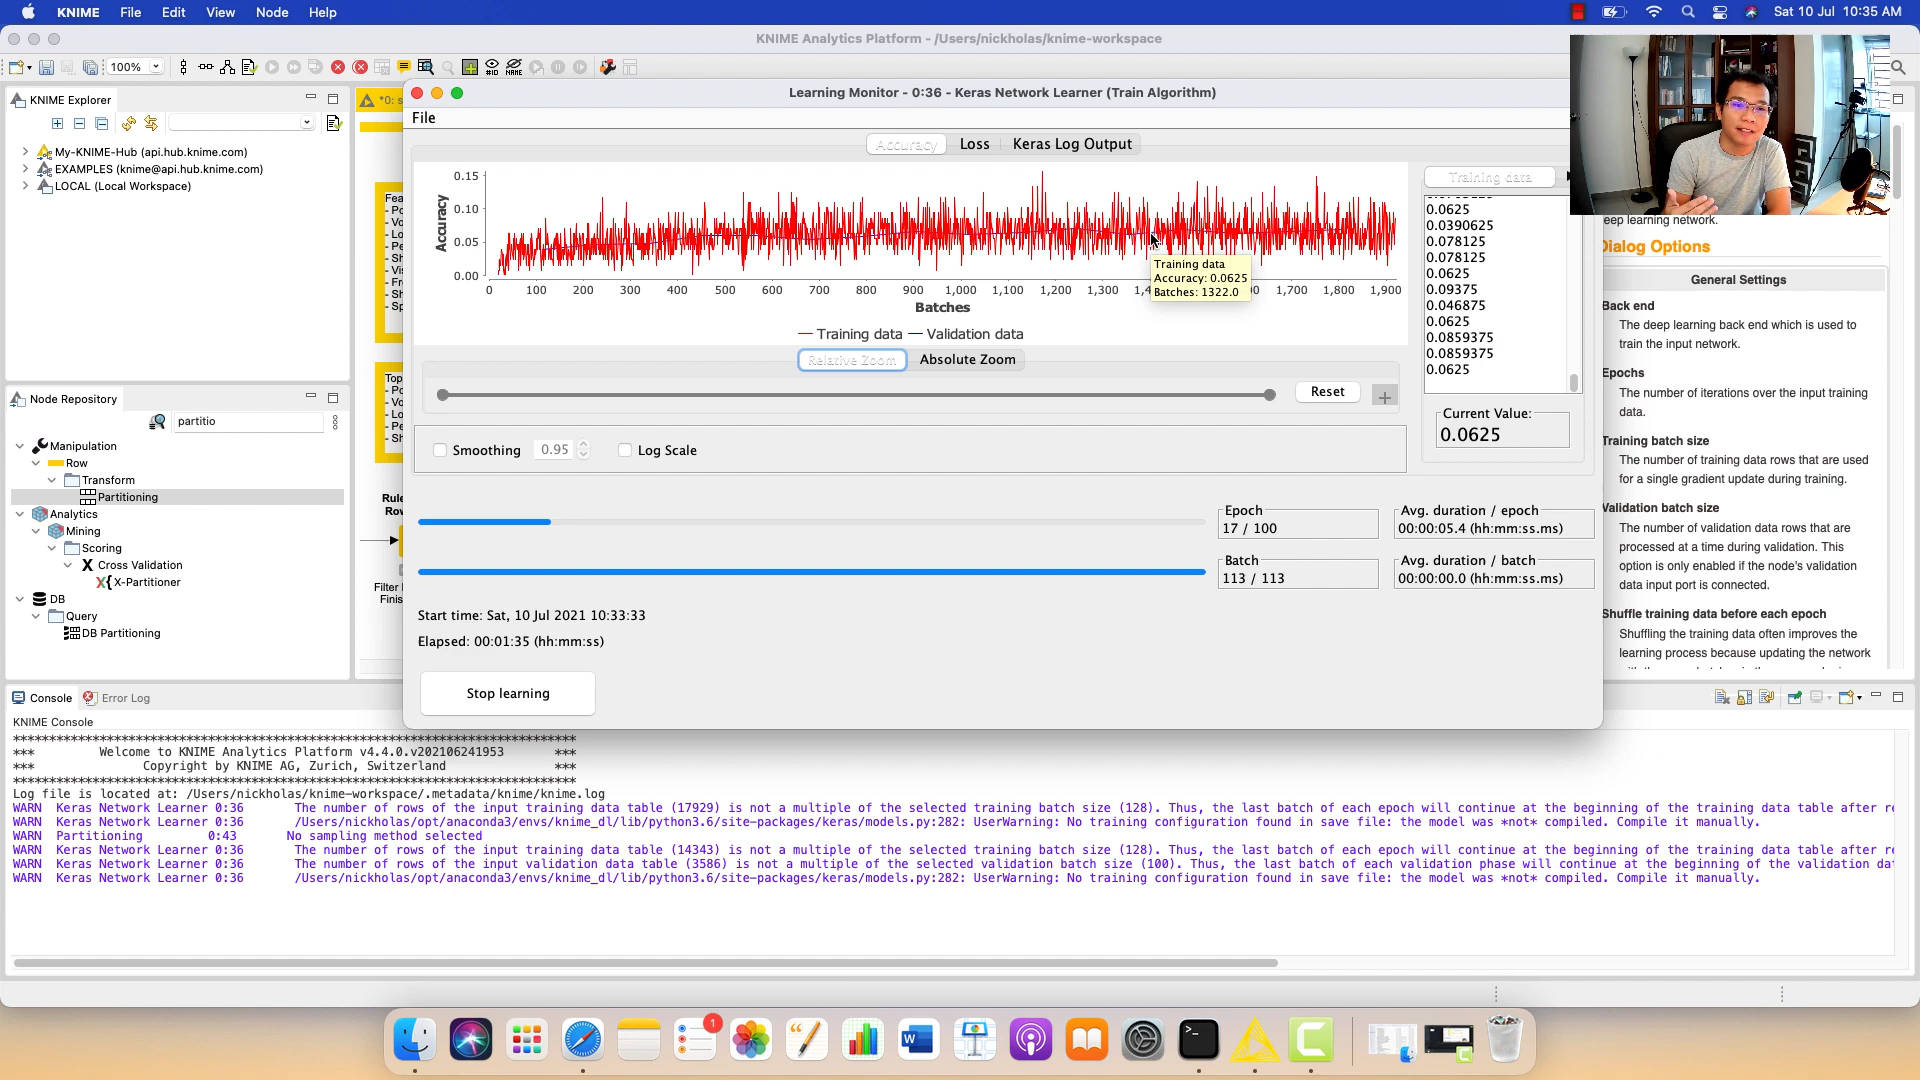 KNIME File Edit View Node Help
Sat 10 Jul 10:35 AM
KNIME Analytics Platform - /Users/nickholas/knime-workspace
100%
KNIME Explorer
My-KNIME-Hub (api.hub.knime.com)
EXAMPLES (knime@api.hub.knime.com)
LOCAL (Local Workspace)
Node Repository
partitio
Manipulation
Row
Transform
Partitioning
Analytics
Mining
Scoring
Cross Validation
X-Partitioner
DB
Query
DB Partitioning
Learning Monitor - 0:36 - Keras Network Learner (Train Algorithm)
File
Accuracy Loss Keras Log Output
0.15
0.10
0.05
0.00
Accuracy
0 100 200 300 400 500 600 700 800 900 1,000 1,100 1,200 1,300 1,700 1,800 1,900
Batches
Training data
Accuracy: 0.0625
Batches: 1322.0
Training data Validation data
Relative Zoom Absolute Zoom
Reset
Smoothing 0.95 Log Scale
Training data
0.0625
0.0390625
0.078125
0.078125
0.0625
0.09375
0.046875
0.0625
0.0859375
0.0859375
0.0625
Current Value:
0.0625
Epoch
17 / 100
Avg. duration / epoch
00:00:05.4 (hh:mm:ss.ms)
Batch
113 / 113
Avg. duration / batch
00:00:00.0 (hh:mm:ss.ms)
Start time: Sat, 10 Jul 2021 10:33:33
Elapsed: 00:01:35 (hh:mm:ss)
Stop learning
eep learning network.
Dialog Options
General Settings
Back end
The deep learning back end which is used to
train the input network.
Epochs
The number of iterations over the input training
data.
Training batch size
The number of training data rows that are used
for a single gradient update during training.
Validation batch size
The number of validation data rows that are
processed at a time during validation. This
option is only enabled if the node's validation
data input port is connected.
Shuffle training data before each epoch
Shuffling the training data often improves the
learning process because updating the network
Console Error Log
KNIME Console
********************************************************************************
*** Welcome to KNIME Analytics Platform v4.4.0.v202106241953 ***
*** Copyright by KNIME AG, Zurich, Switzerland ***
********************************************************************************
Log file is located at: /Users/nickholas/knime-workspace/.metadata/knime/knime.log
WARN Keras Network Learner 0:36 The number of rows of the input training data table (17929) is not a multiple of the selected training batch size (128). Thus, the last batch of each epoch will continue at the beginning of the training data table after re
WARN Keras Network Learner 0:36 /Users/nickholas/opt/anaconda3/envs/knime_dl/lib/python3.6/site-packages/keras/models.py:282: UserWarning: No training configuration found in save file: the model was *not* compiled. Compile it manually.
WARN Partitioning 0:43 No sampling method selected
WARN Keras Network Learner 0:36 The number of rows of the input training data table (14343) is not a multiple of the selected training batch size (128). Thus, the last batch of each epoch will continue at the beginning of the training data table after re
WARN Keras Network Learner 0:36 The number of rows of the input validation data table (3586) is not a multiple of the selected validation batch size (100). Thus, the last batch of each validation phase will continue at the beginning of the validation dat
WARN Keras Network Learner 0:36 /Users/nickholas/opt/anaconda3/envs/knime_dl/lib/python3.6/site-packages/keras/models.py:282: UserWarning: No training configuration found in save file: the model was *not* compiled. Compile it manually.
1